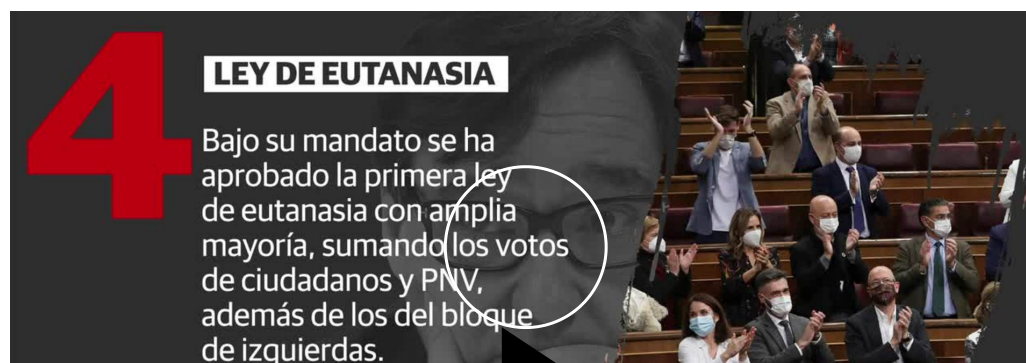 4
LEY DE EUTANASIA
Bajo su mandato se ha
aprobado la primera ley
de eutanasia con amplia
mayoría, sumando los votos
de ciudadanos y PNV,
además de los del bloque
de izquierdas.